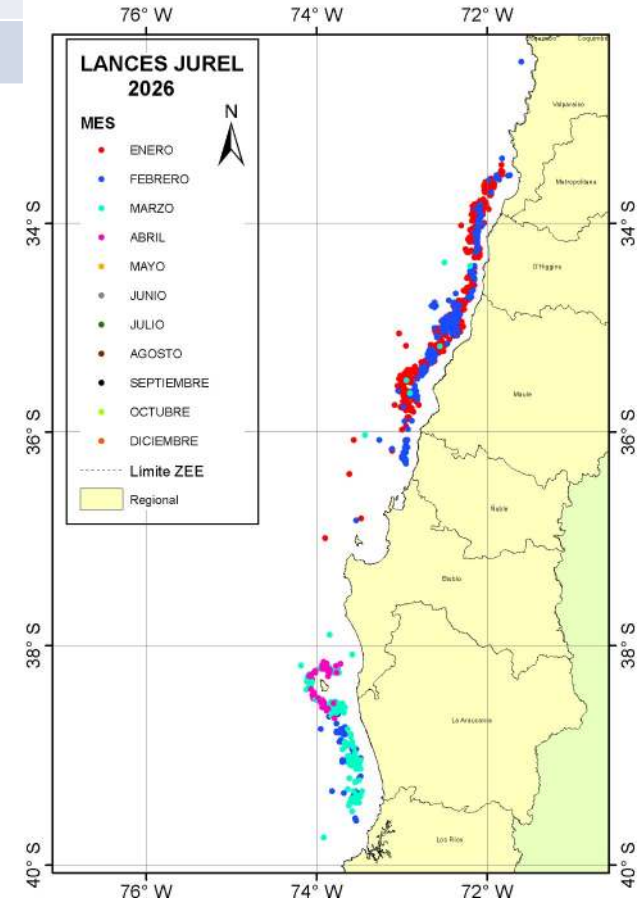 76° W
74° W
72° W
LANCES JUREL
2026
N
MES
ENERO
FEBRERO
MARZO
ABRIL
MAYO
JUNIO
JULIO
AGOSTO
SEPTIEMBRE
OCTUBRE
DICIEMBRE
Límite ZEE
Regional
Coquimbo
Valparaíso
Metropolitana
O'Higgins
Maule
Ñuble
Biobío
La Araucanía
Los Ríos
34° S
36° S
38° S
40° S
34° S
36° S
38° S
40° S
76° W
74° W
72° W